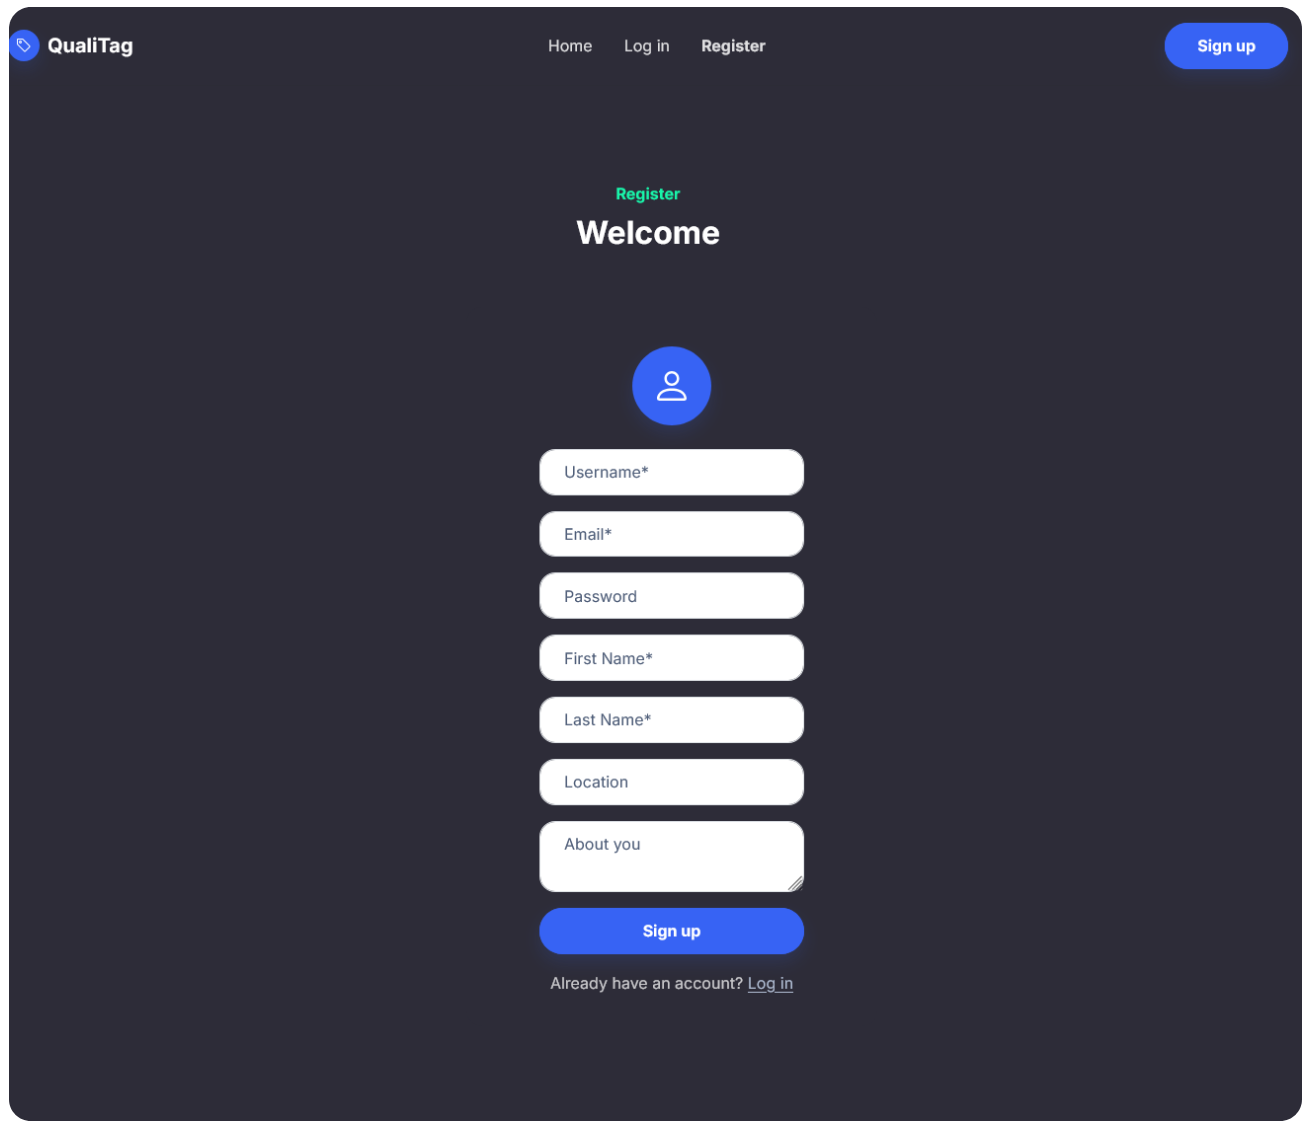 QualiTag
Home
Log in
Register
Sign up
Register
Welcome
Username*
Email*
Password
First Name*
Last Name*
Location
About you
Sign up
Already have an account? Log in